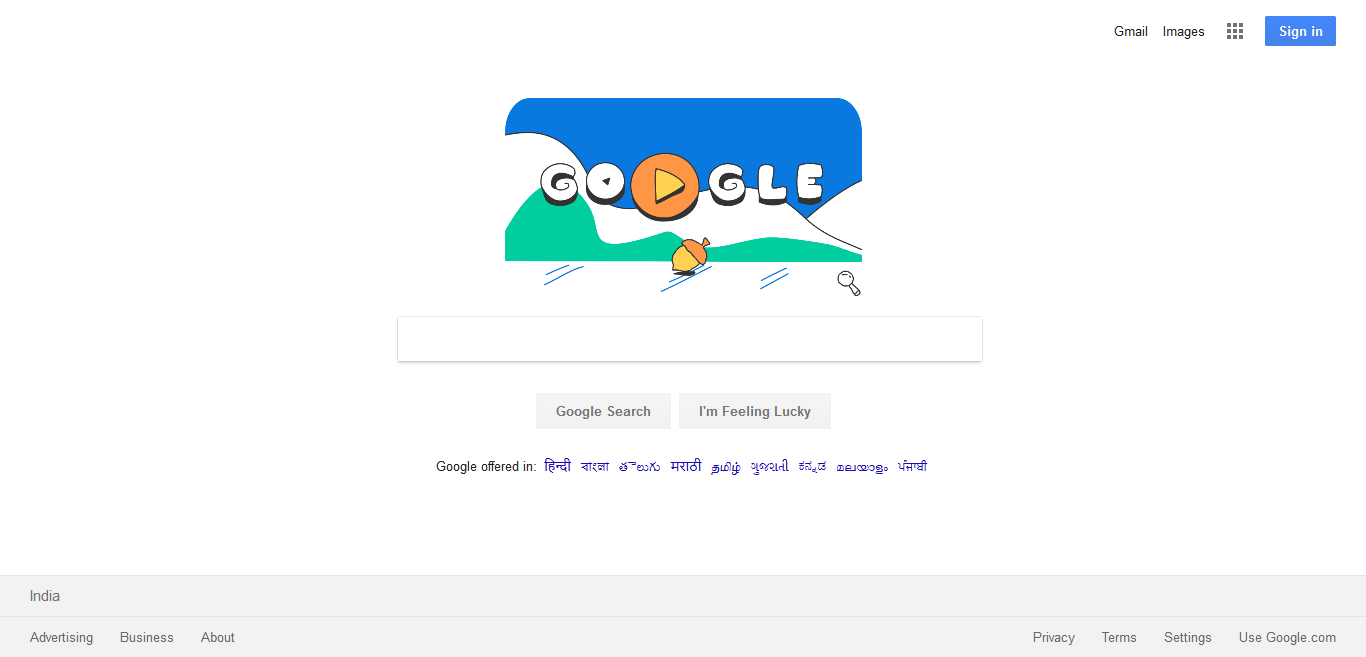 Gmail Images Sign in
GOOGLE
Google Search I'm Feeling Lucky
Google offered in: हिन्दी বাংলা తెలుగు मराठी தமிழ் ગુજરાતી ಕನ್ನಡ മലയാളം ਪੰਜਾਬੀ
India
Advertising Business About Privacy Terms Settings Use Google.com